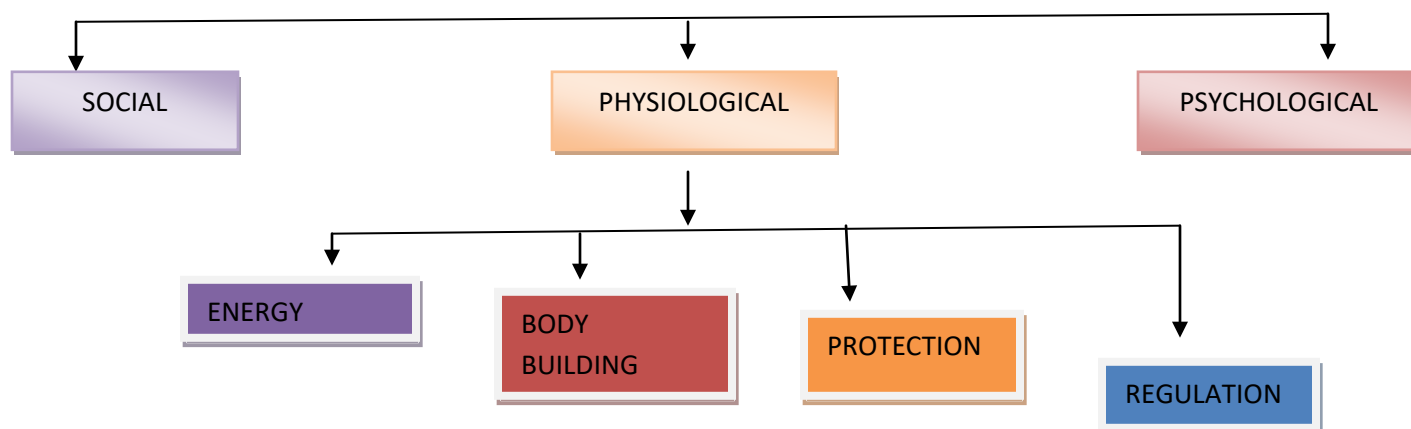 SOCIAL
PHYSIOLOGICAL
PSYCHOLOGICAL
ENERGY
BODY
BUILDING
PROTECTION
REGULATION